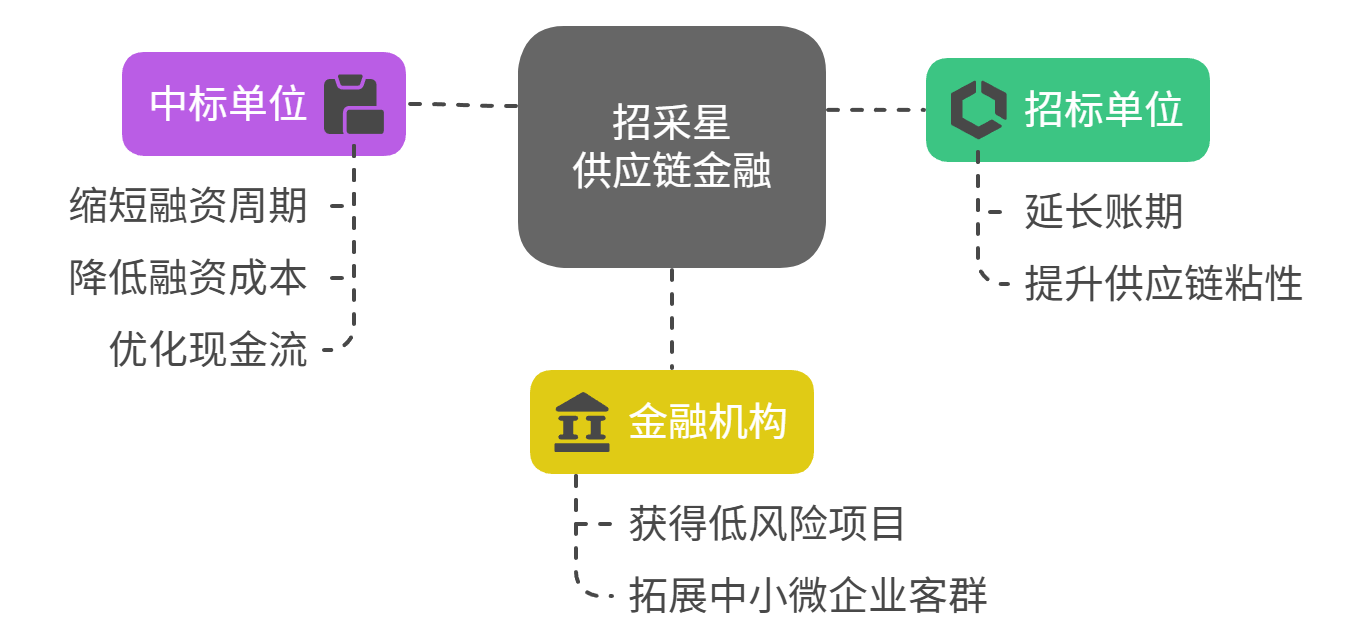 招采星
供应链金融
中标单位
缩短融资周期
降低融资成本
优化现金流
招标单位
延长账期
提升供应链粘性
金融机构
获得低风险项目
拓展中小微企业客群